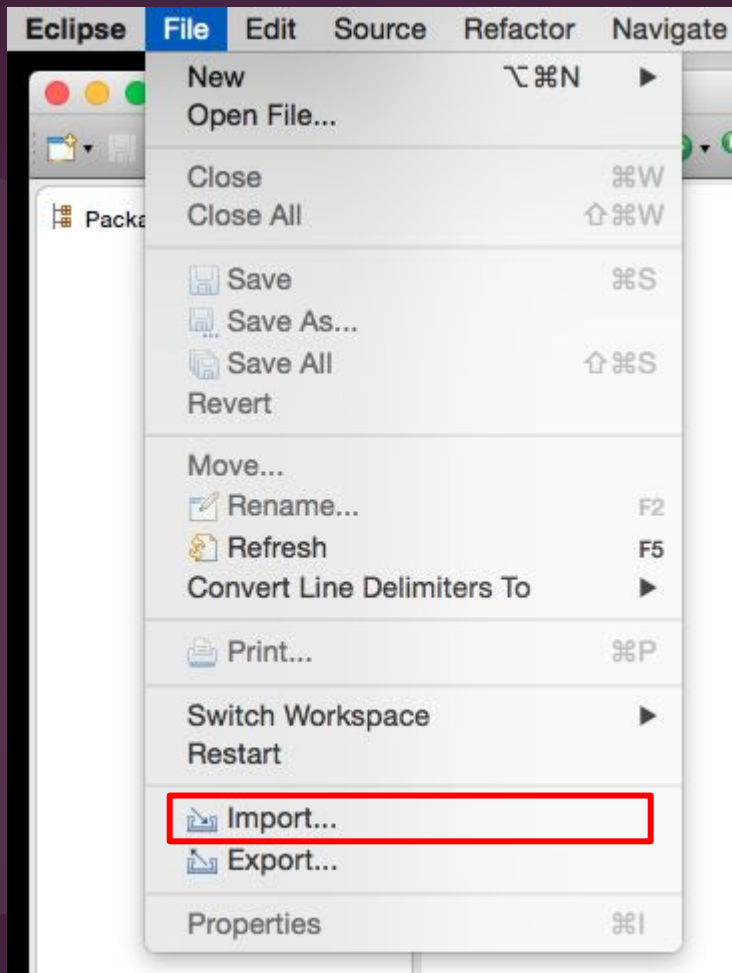 Eclipse File Edit Source Refactor Navigate
New ⌥⌘N ▶
Open File...
Close ⌘W
Close All ⇧⌘W
Packa
Save ⌘S
Save As...
Save All ⇧⌘S
Revert
Move...
Rename... F2
Refresh F5
Convert Line Delimiters To ▶
Print... ⌘P
Switch Workspace ▶
Restart
Import...
Export...
Properties ⌘I